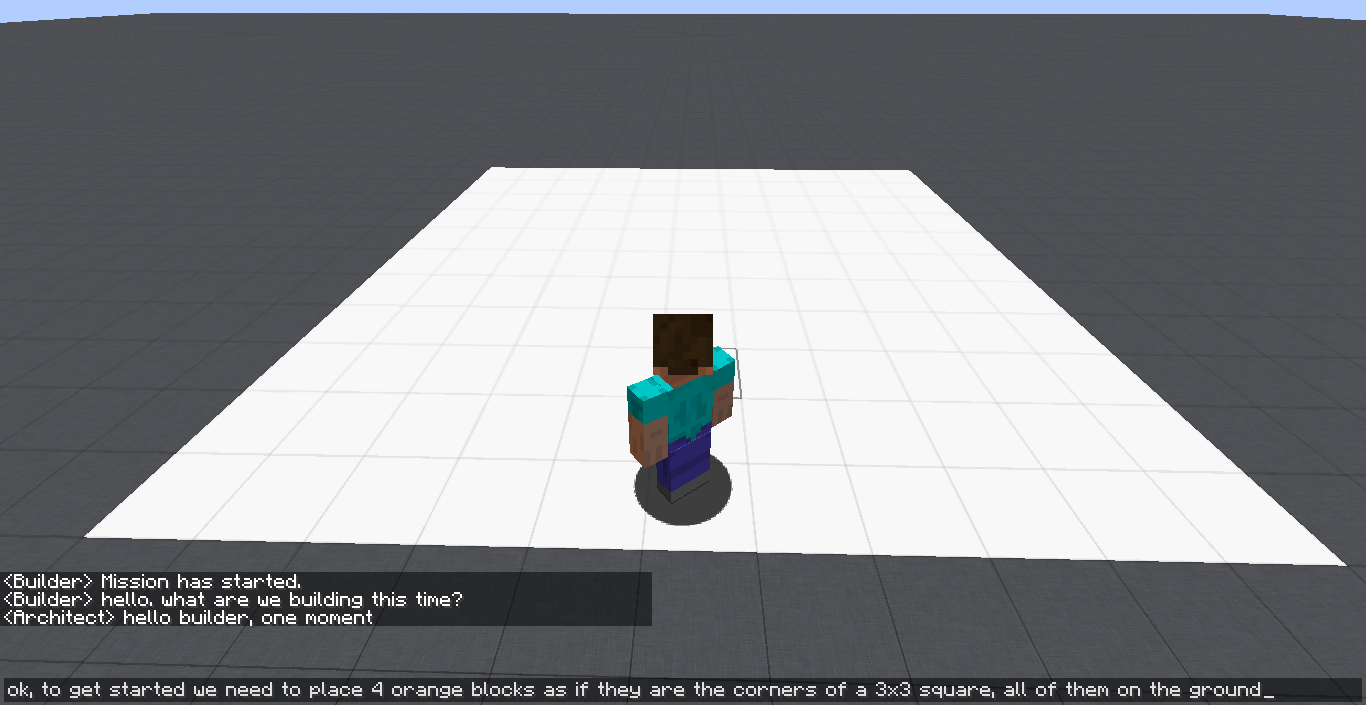 <Builder> Mission has started.
<Builder> hello. what are we building this time?
<Architect> hello builder, one moment
ok, to get started we need to place 4 orange blocks as if they are the corners of a 3x3 square, all of them on the ground_